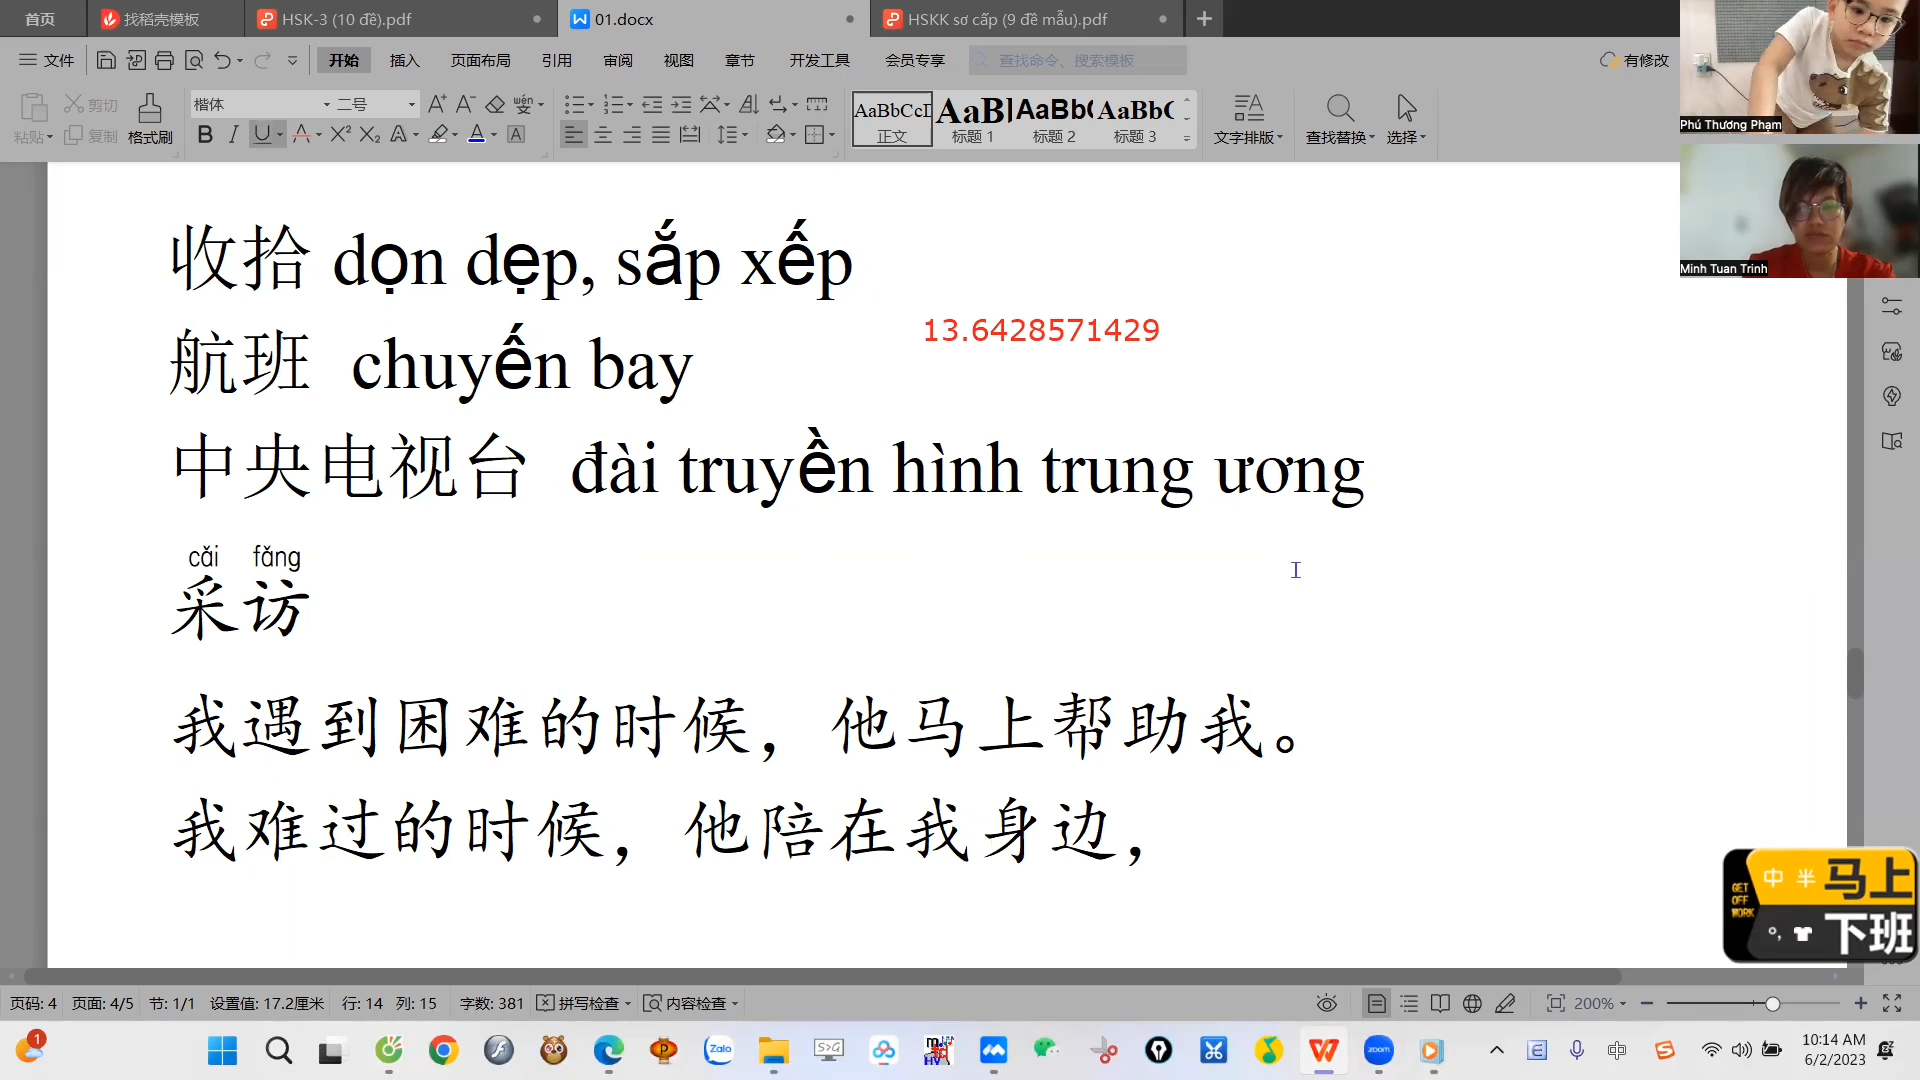 首页 找稻壳模板 HSK-3 (10 đề).pdf 01.docx HSKK sơ cấp (9 đề mẫu).pdf
文件 开始 插入 页面布局 引用 审阅 视图 章节 开发工具 会员专享 查找命令、搜索模板 有修改
粘贴 剪切 复制 格式刷 楷体 二号 AaBbCcD 正文 AaBl 标题 1 AaBb( 标题 2 AaBbC 标题 3 文字排版 查找替换 选择
Phú Thương Phạm
Minh Tuan Trinh
收拾 dọn dẹp, sắp xếp
13.6428571429
航班 chuyến bay
中央电视台 đài truyền hình trung ương
cǎi fǎng
采访
我遇到困难的时候，他马上帮助我。
我难过的时候，他陪在我身边，
GET OFF WORK 中 半 马上
下班
页码: 4 页面: 4/5 节: 1/1 设置值: 17.2厘米 行: 14 列: 15 字数: 381 拼写检查 内容检查 200%
1 Zalo zoom 中 10:14 AM
6/2/2023